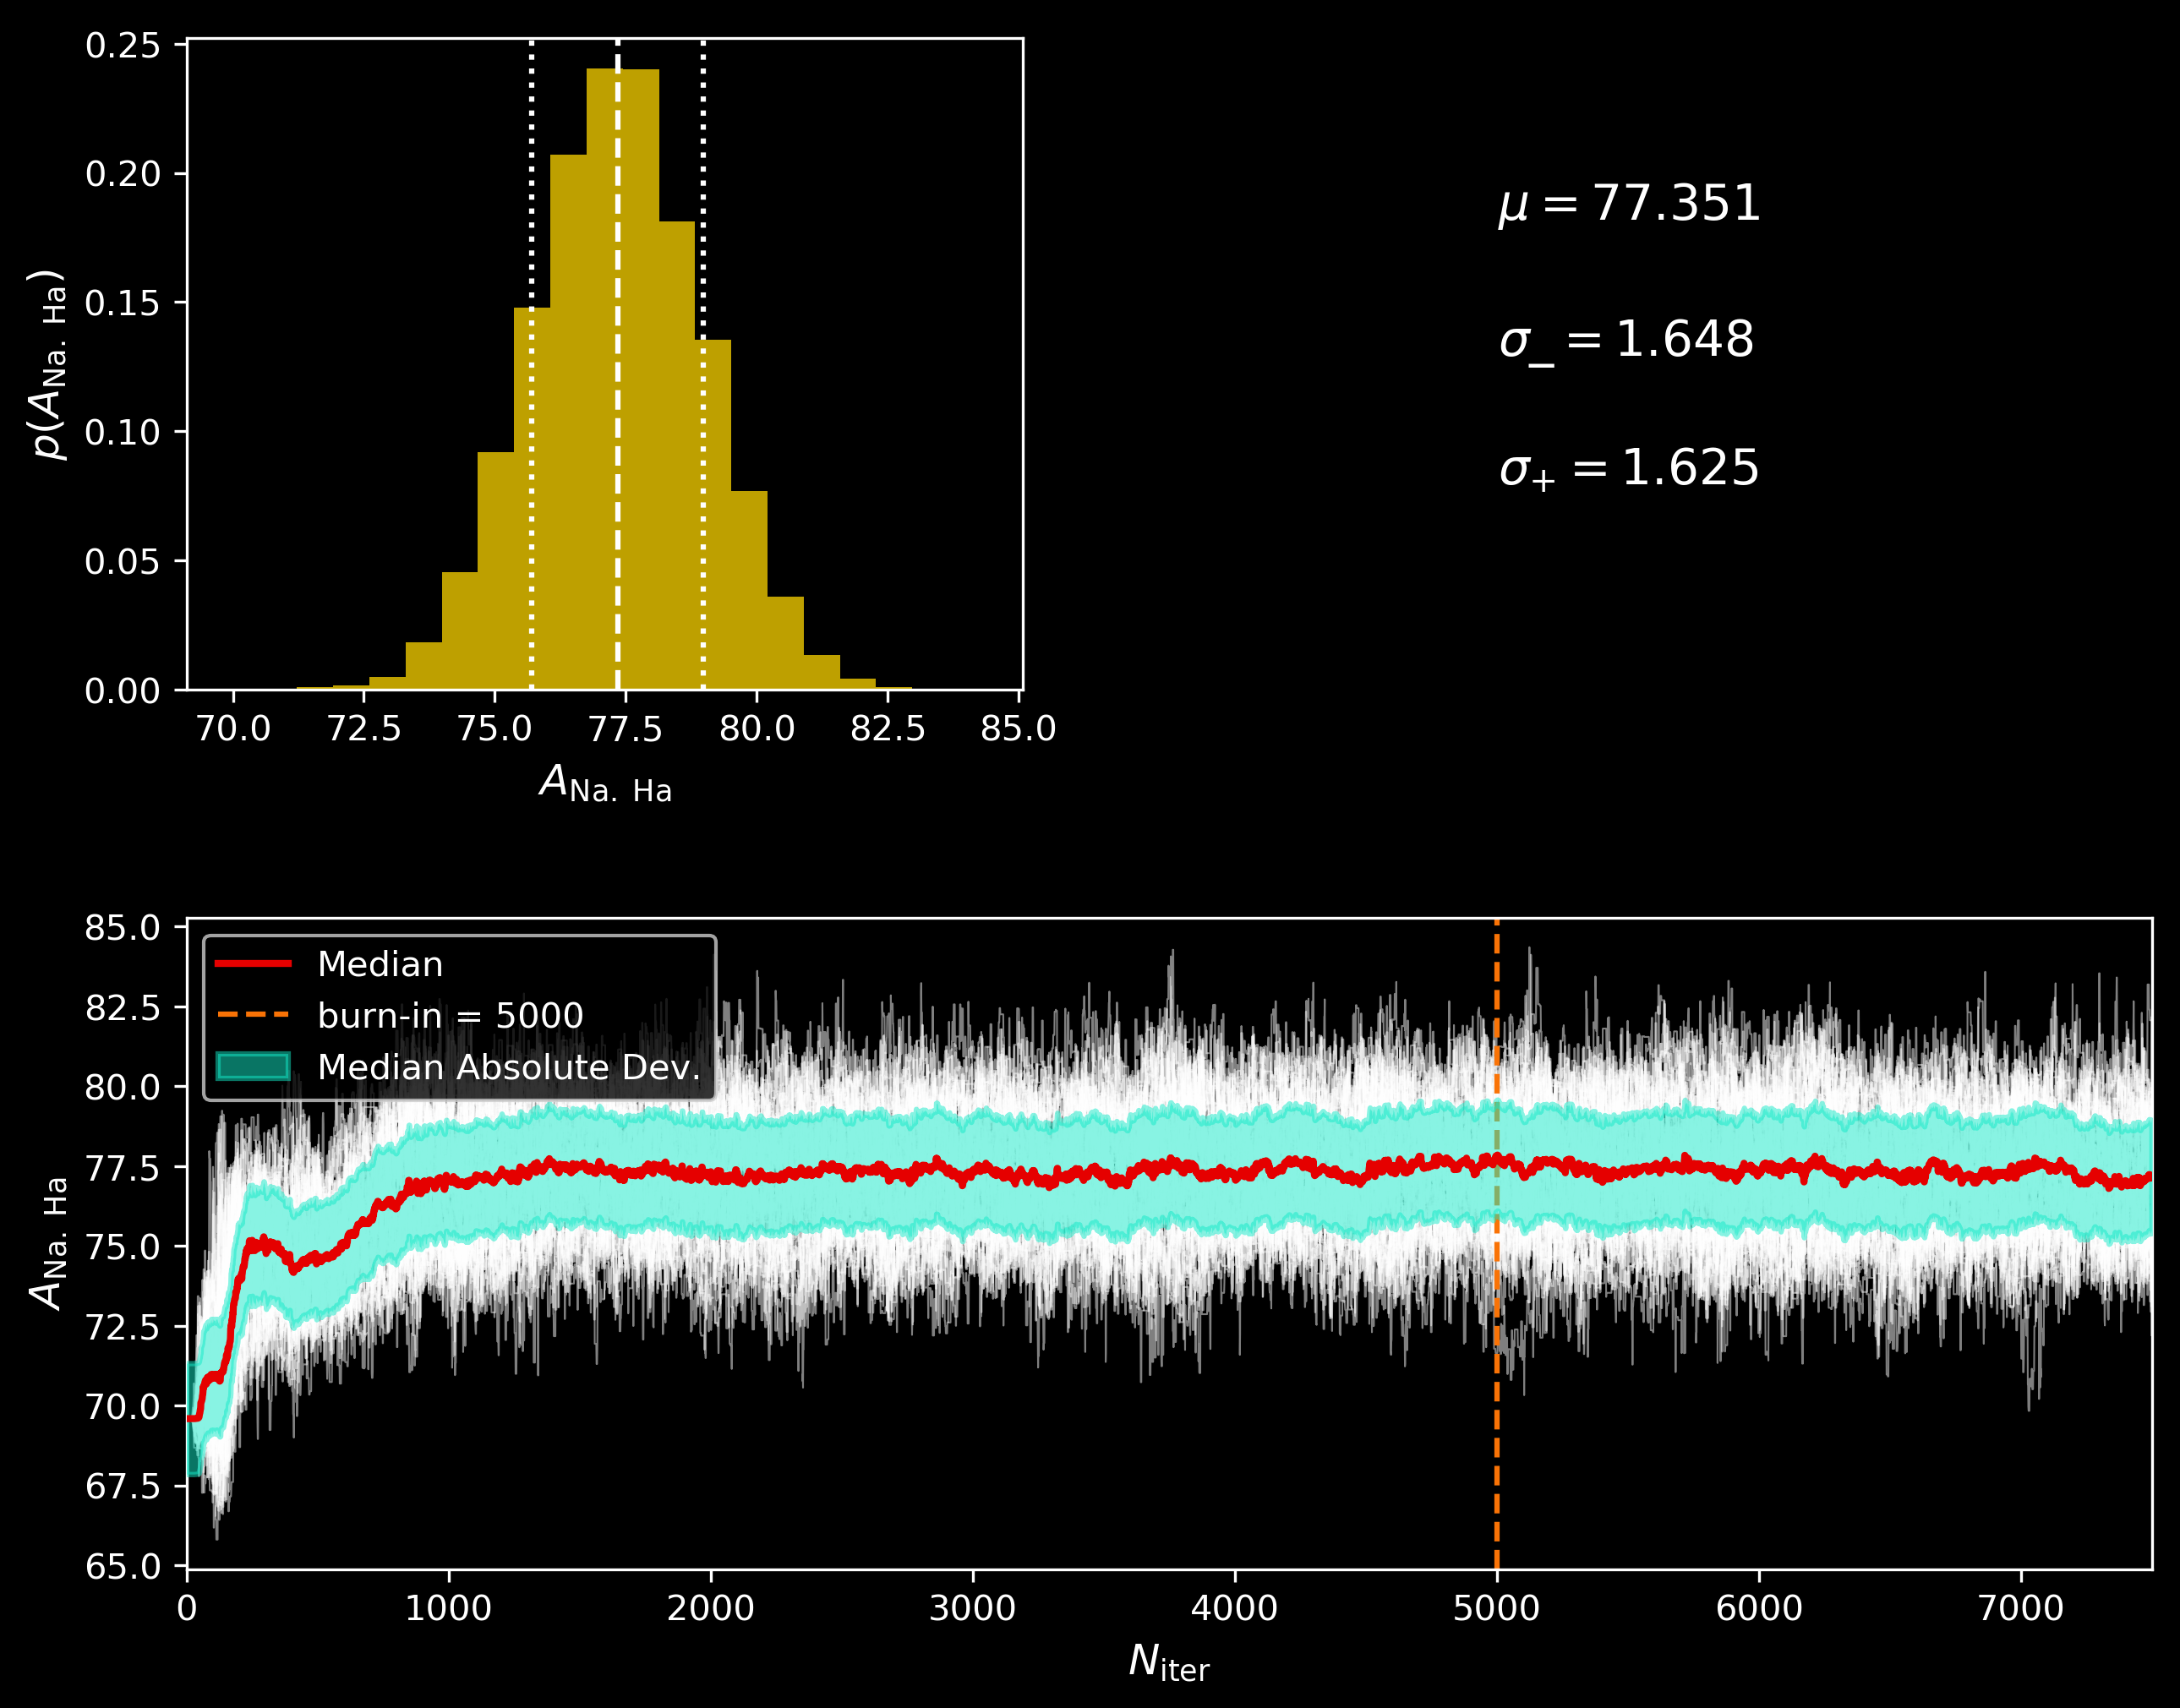 0.25
0.20
0.15
0.10
0.05
0.00
p(A_Na. Ha)
70.0 72.5 75.0 77.5 80.0 82.5 85.0
A_Na. Ha
μ = 77.351
σ_− = 1.648
σ_+ = 1.625
85.0
82.5
80.0
77.5
75.0
72.5
70.0
67.5
65.0
A_Na. Ha
Median
burn-in = 5000
Median Absolute Dev.
0 1000 2000 3000 4000 5000 6000 7000
N_iter